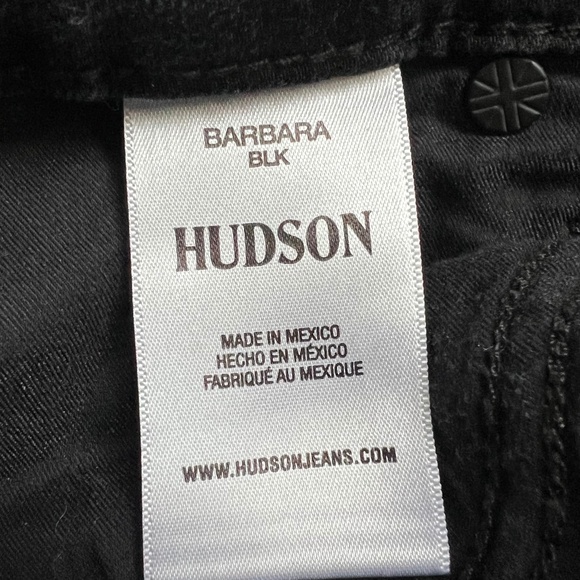 BARBARA
BLK
HUDSON
MADE IN MEXICO
HECHO EN MÉXICO
FABRIQUÉ AU MEXIQUE
WWW.HUDSONJEANS.COM